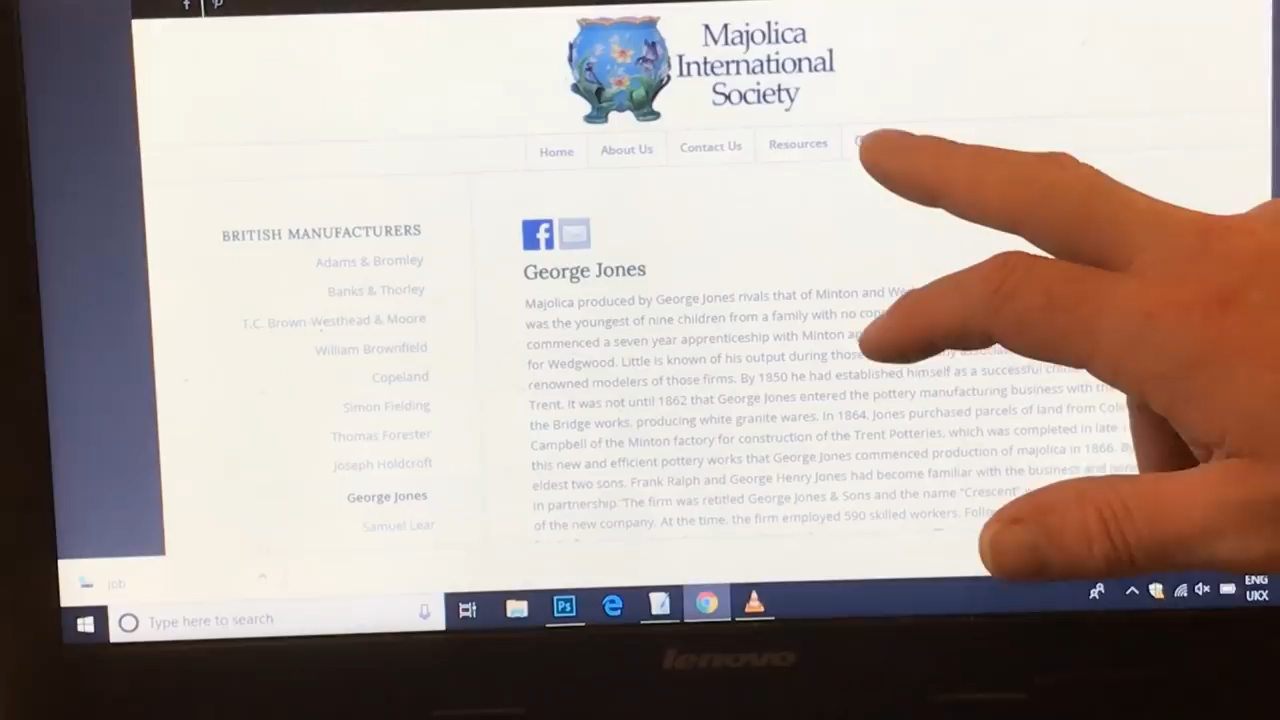 Majolica
International
Society
Home
About Us
Contact Us
Resources
BRITISH MANUFACTURERS
Adams & Bromley
Banks & Thorley
T.C. Brown-Westhead & Moore
William Brownfield
Copeland
Simon Fielding
Thomas Forester
Joseph Holdcroft
George Jones
Samuel Lear
George Jones
Majolica produced by George Jones rivals that of Minton and
was the youngest of nine children from a family with no
commenced a seven year apprenticeship with Minton
for Wedgwood. Little is known of his output during those
renowned modelers of those firms. By 1850 he had established himself as a successful
Trent. It was not until 1862 that George Jones entered the pottery manufacturing business with
the Bridge works, producing white granite wares. In 1864, Jones purchased parcels of land from
Campbell of the Minton factory for construction of the Trent Potteries, which was completed in late
this new and efficient pottery works that George Jones commenced production of majolica in 1866.
eldest two sons, Frank Ralph and George Henry Jones had become familiar with the business and
in partnership. The firm was retitled George Jones & Sons and the name "Crescent"
of the new company. At the time, the firm employed 590 skilled workers.
job
Type here to search
Ps
ENG
UKX
lenovo